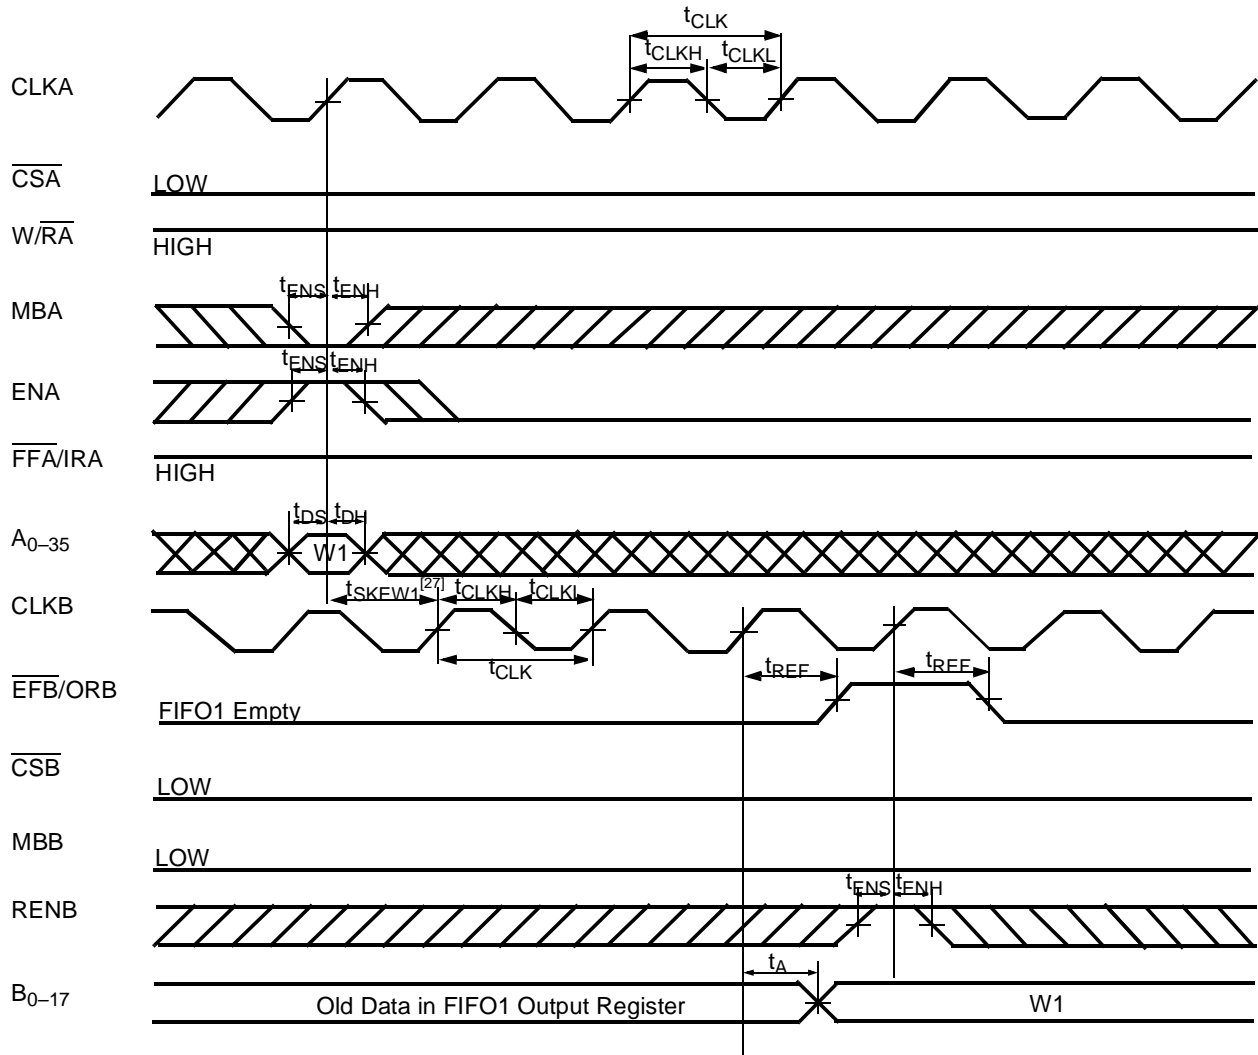 tCLK
tCLKH tCLKL
CLKA
CSA LOW
W/RA HIGH
tENS tENH
MBA
tENS tENH
ENA
FFA/IRA HIGH
tDS tDH
A0–35 W1
tSKEW1[27] tCLKH tCLKL
CLKB
tCLK tREF tREF
EFB/ORB FIFO1 Empty
CSB LOW
MBB LOW
tENS tENH
RENB
tA
B0–17 Old Data in FIFO1 Output Register W1